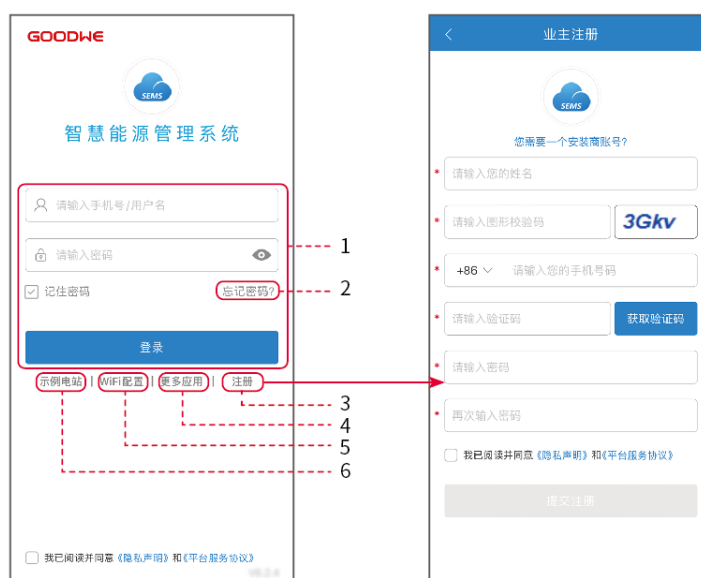 GOODWE
SEMS
智慧能源管理系统
请输入手机号/用户名
请输入密码
1
记住密码
忘记密码?
2
登录
示例电站 | WiFi配置 | 更多应用 | 注册
3
4
5
6
我已阅读并同意《隐私声明》和《平台服务协议》
V6.2.4
业主注册
SEMS
您需要一个安装商账号?
* 请输入您的姓名
* 请输入图形校验码 3Gkv
* +86 请输入您的手机号码
* 请输入验证码 获取验证码
* 请输入密码
* 再次输入密码
我已阅读并同意《隐私声明》和《平台服务协议》
提交注册